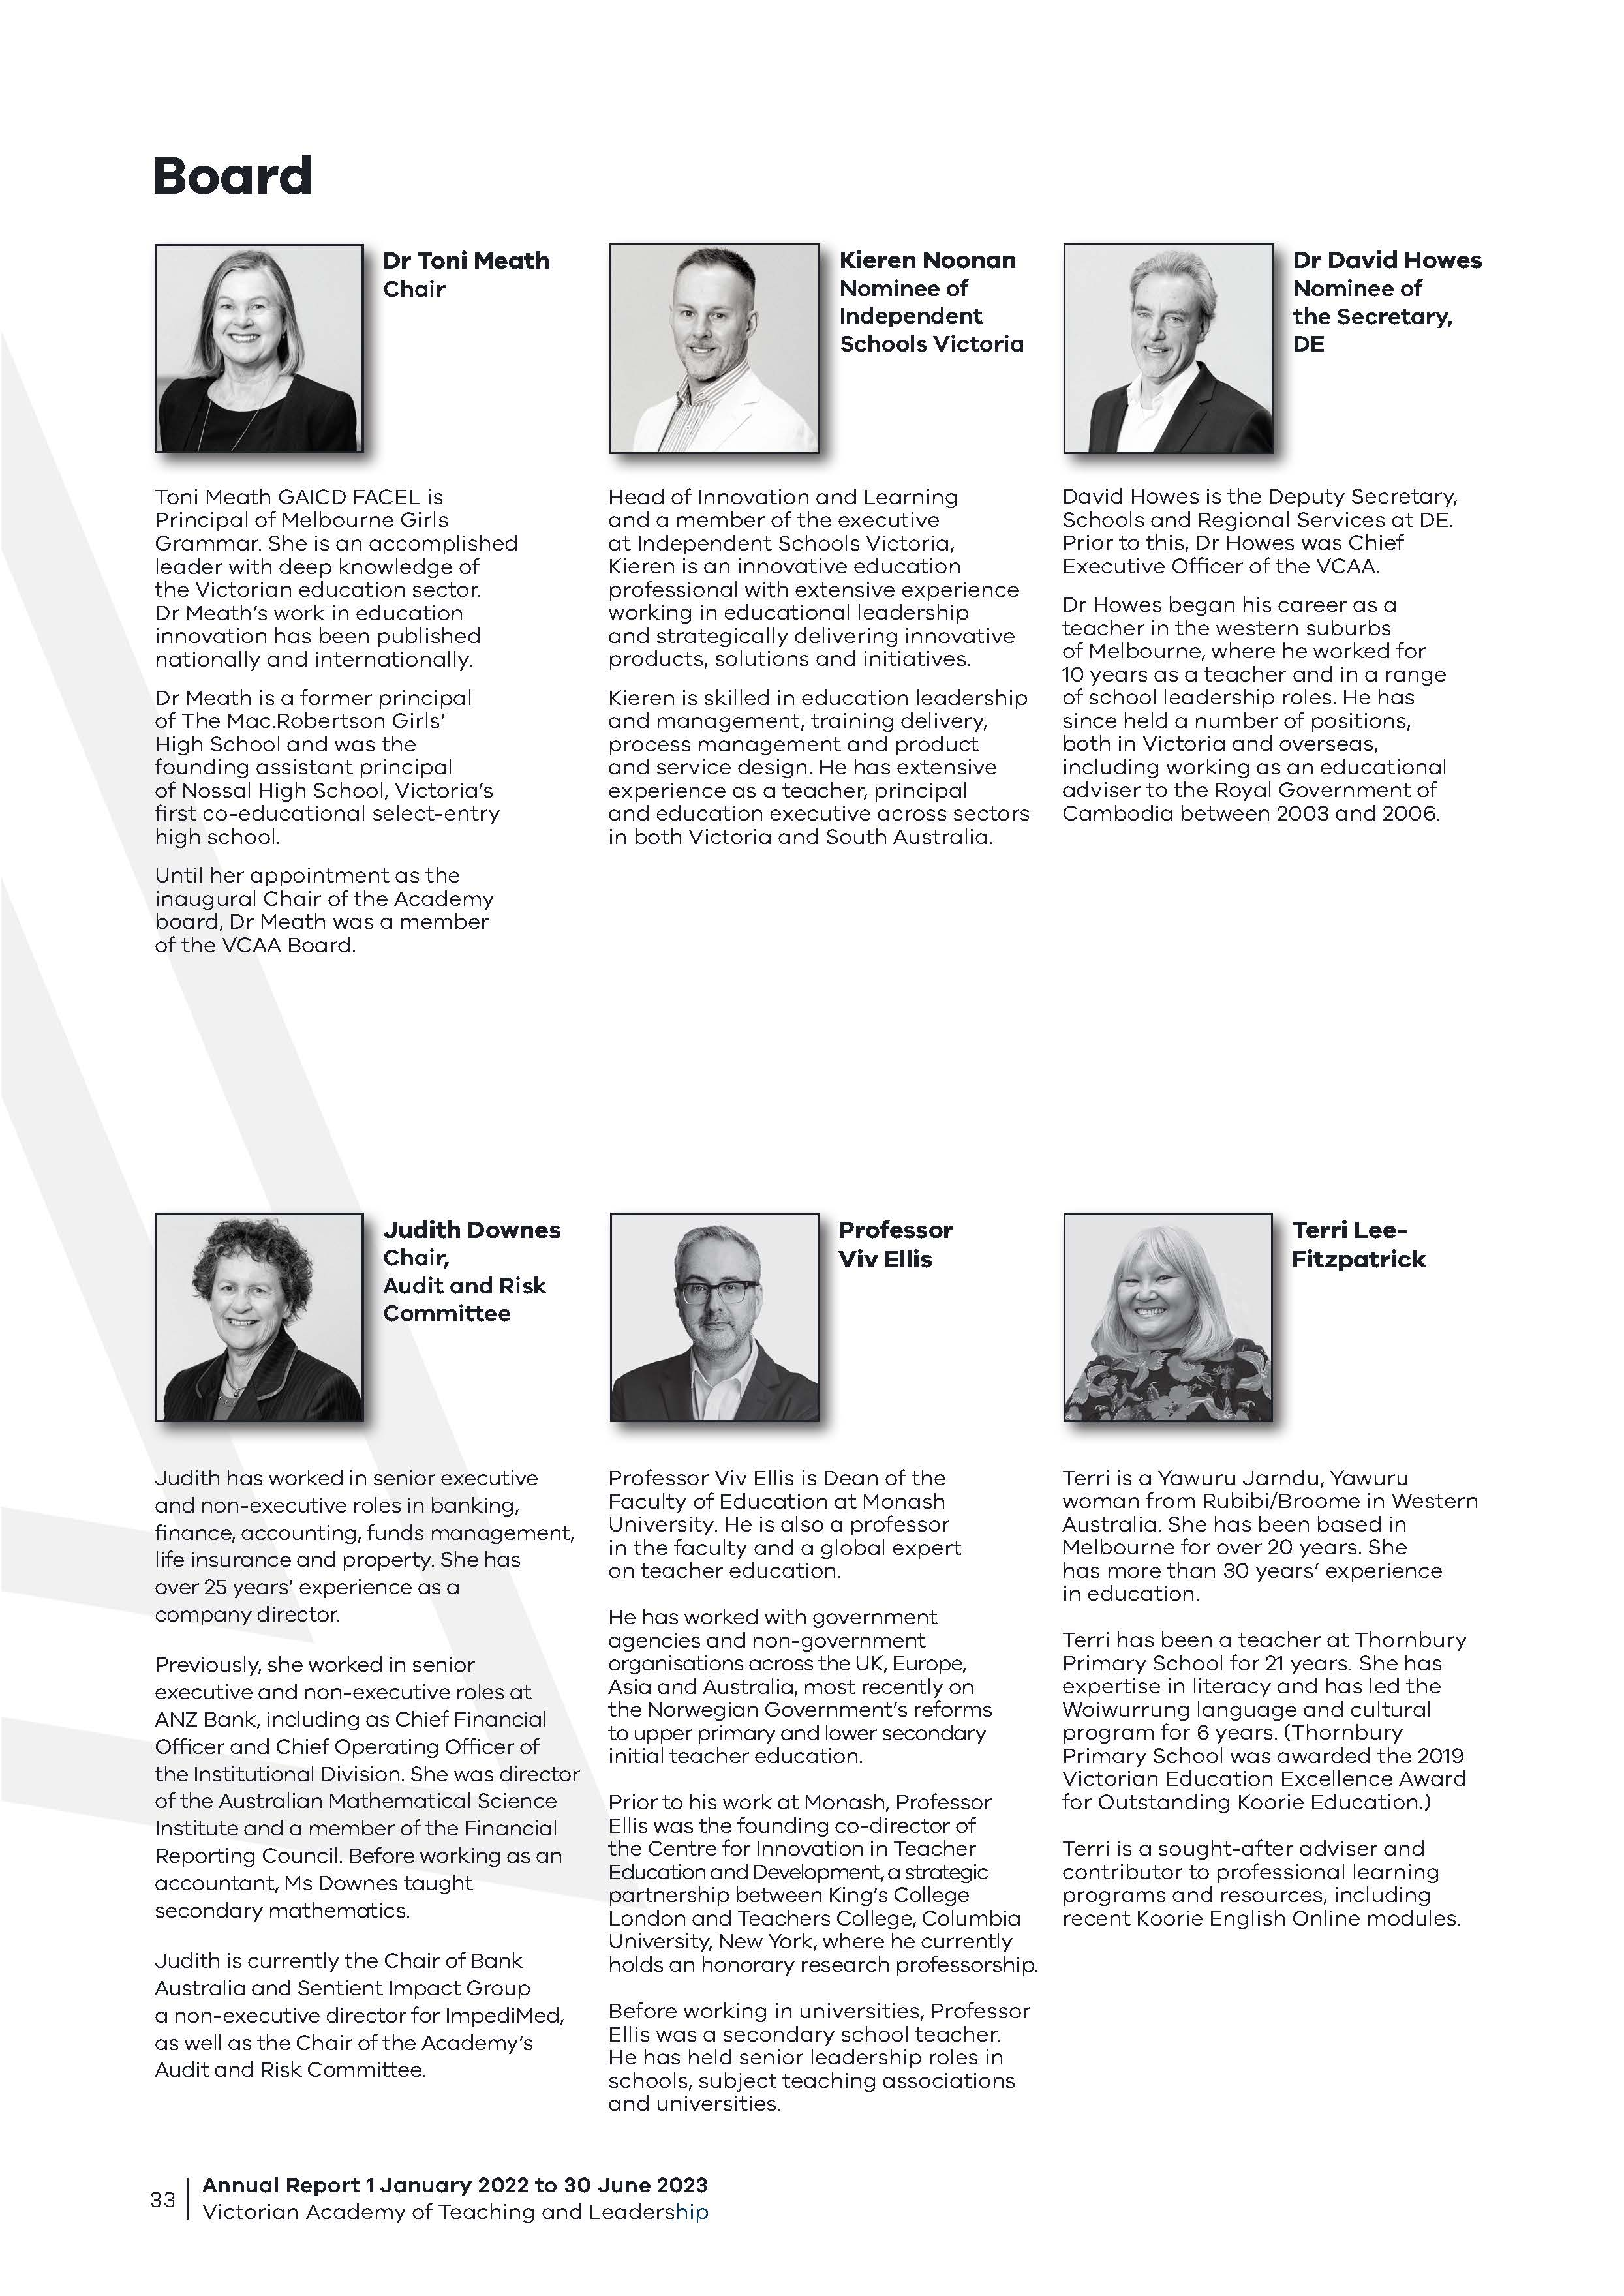 Board
Dr Toni Meath
Chair
Toni Meath GAICD FACEL is
Principal of Melbourne Girls
Grammar. She is an accomplished
leader with deep knowledge of
the Victorian education sector.
Dr Meath’s work in education
innovation has been published
nationally and internationally.
Dr Meath is a former principal
of The Mac.Robertson Girls’
High School and was the
founding assistant principal
of Nossal High School, Victoria’s
first co-educational select-entry
high school.
Until her appointment as the
inaugural Chair of the Academy
board, Dr Meath was a member
of the VCAA Board.
Kieren Noonan
Nominee of
Independent
Schools Victoria
Head of Innovation and Learning
and a member of the executive
at Independent Schools Victoria,
Kieren is an innovative education
professional with extensive experience
working in educational leadership
and strategically delivering innovative
products, solutions and initiatives.
Kieren is skilled in education leadership
and management, training delivery,
process management and product
and service design. He has extensive
experience as a teacher, principal
and education executive across sectors
in both Victoria and South Australia.
Dr David Howes
Nominee of
the Secretary,
DE
David Howes is the Deputy Secretary,
Schools and Regional Services at DE.
Prior to this, Dr Howes was Chief
Executive Officer of the VCAA.
Dr Howes began his career as a
teacher in the western suburbs
of Melbourne, where he worked for
10 years as a teacher and in a range
of school leadership roles. He has
since held a number of positions,
both in Victoria and overseas,
including working as an educational
adviser to the Royal Government of
Cambodia between 2003 and 2006.
Judith Downes
Chair,
Audit and Risk
Committee
Judith has worked in senior executive
and non-executive roles in banking,
finance, accounting, funds management,
life insurance and property. She has
over 25 years’ experience as a
company director.
Previously, she worked in senior
executive and non-executive roles at
ANZ Bank, including as Chief Financial
Officer and Chief Operating Officer of
the Institutional Division. She was director
of the Australian Mathematical Science
Institute and a member of the Financial
Reporting Council. Before working as an
accountant, Ms Downes taught
secondary mathematics.
Judith is currently the Chair of Bank
Australia and Sentient Impact Group
a non-executive director for ImpediMed,
as well as the Chair of the Academy’s
Audit and Risk Committee.
Professor
Viv Ellis
Professor Viv Ellis is Dean of the
Faculty of Education at Monash
University. He is also a professor
in the faculty and a global expert
on teacher education.
He has worked with government
agencies and non-government
organisations across the UK, Europe,
Asia and Australia, most recently on
the Norwegian Government’s reforms
to upper primary and lower secondary
initial teacher education.
Prior to his work at Monash, Professor
Ellis was the founding co-director of
the Centre for Innovation in Teacher
Education and Development, a strategic
partnership between King’s College
London and Teachers College, Columbia
University, New York, where he currently
holds an honorary research professorship.
Before working in universities, Professor
Ellis was a secondary school teacher.
He has held senior leadership roles in
schools, subject teaching associations
and universities.
Terri Lee-
Fitzpatrick
Terri is a Yawuru Jarndu, Yawuru
woman from Rubibi/Broome in Western
Australia. She has been based in
Melbourne for over 20 years. She
has more than 30 years’ experience
in education.
Terri has been a teacher at Thornbury
Primary School for 21 years. She has
expertise in literacy and has led the
Woiwurrung language and cultural
program for 6 years. (Thornbury
Primary School was awarded the 2019
Victorian Education Excellence Award
for Outstanding Koorie Education.)
Terri is a sought-after adviser and
contributor to professional learning
programs and resources, including
recent Koorie English Online modules.
33
Annual Report 1 January 2022 to 30 June 2023
Victorian Academy of Teaching and Leadership